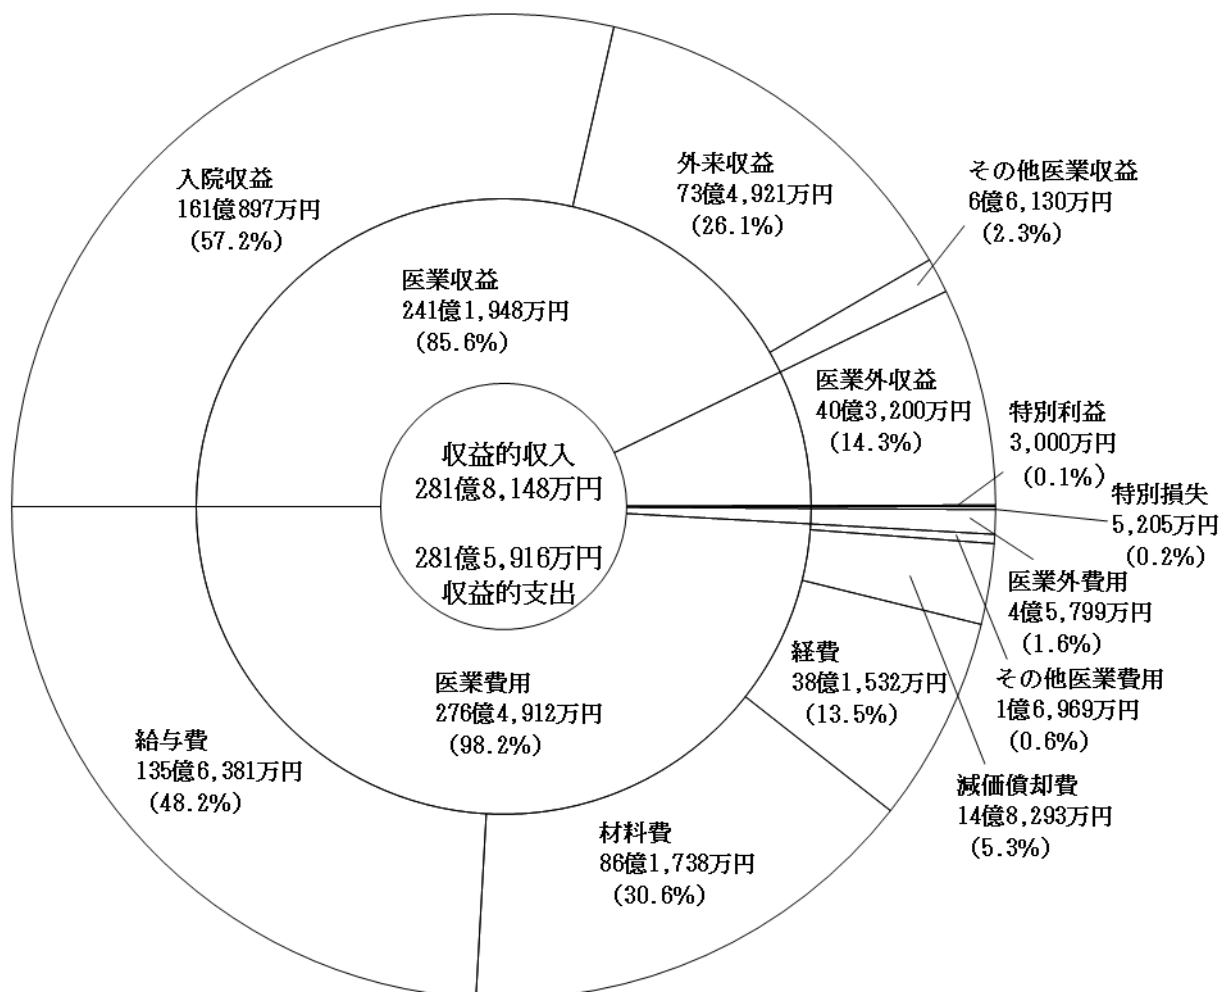 入院収益
161億897万円
(57.2%)
外来収益
73億4,921万円
(26.1%)
その他医業収益
6億6,130万円
(2.3%)
医業収益
241億1,948万円
(85.6%)
医業外収益
40億3,200万円
(14.3%)
特別利益
3,000万円
(0.1%)
収益的収入
281億8,148万円
281億5,916万円
収益的支出
特別損失
5,205万円
(0.2%)
医業外費用
4億5,799万円
(1.6%)
その他医業費用
1億6,969万円
(0.6%)
減価償却費
14億8,293万円
(5.3%)
経費
38億1,532万円
(13.5%)
医業費用
276億4,912万円
(98.2%)
給与費
135億6,381万円
(48.2%)
材料費
86億1,738万円
(30.6%)